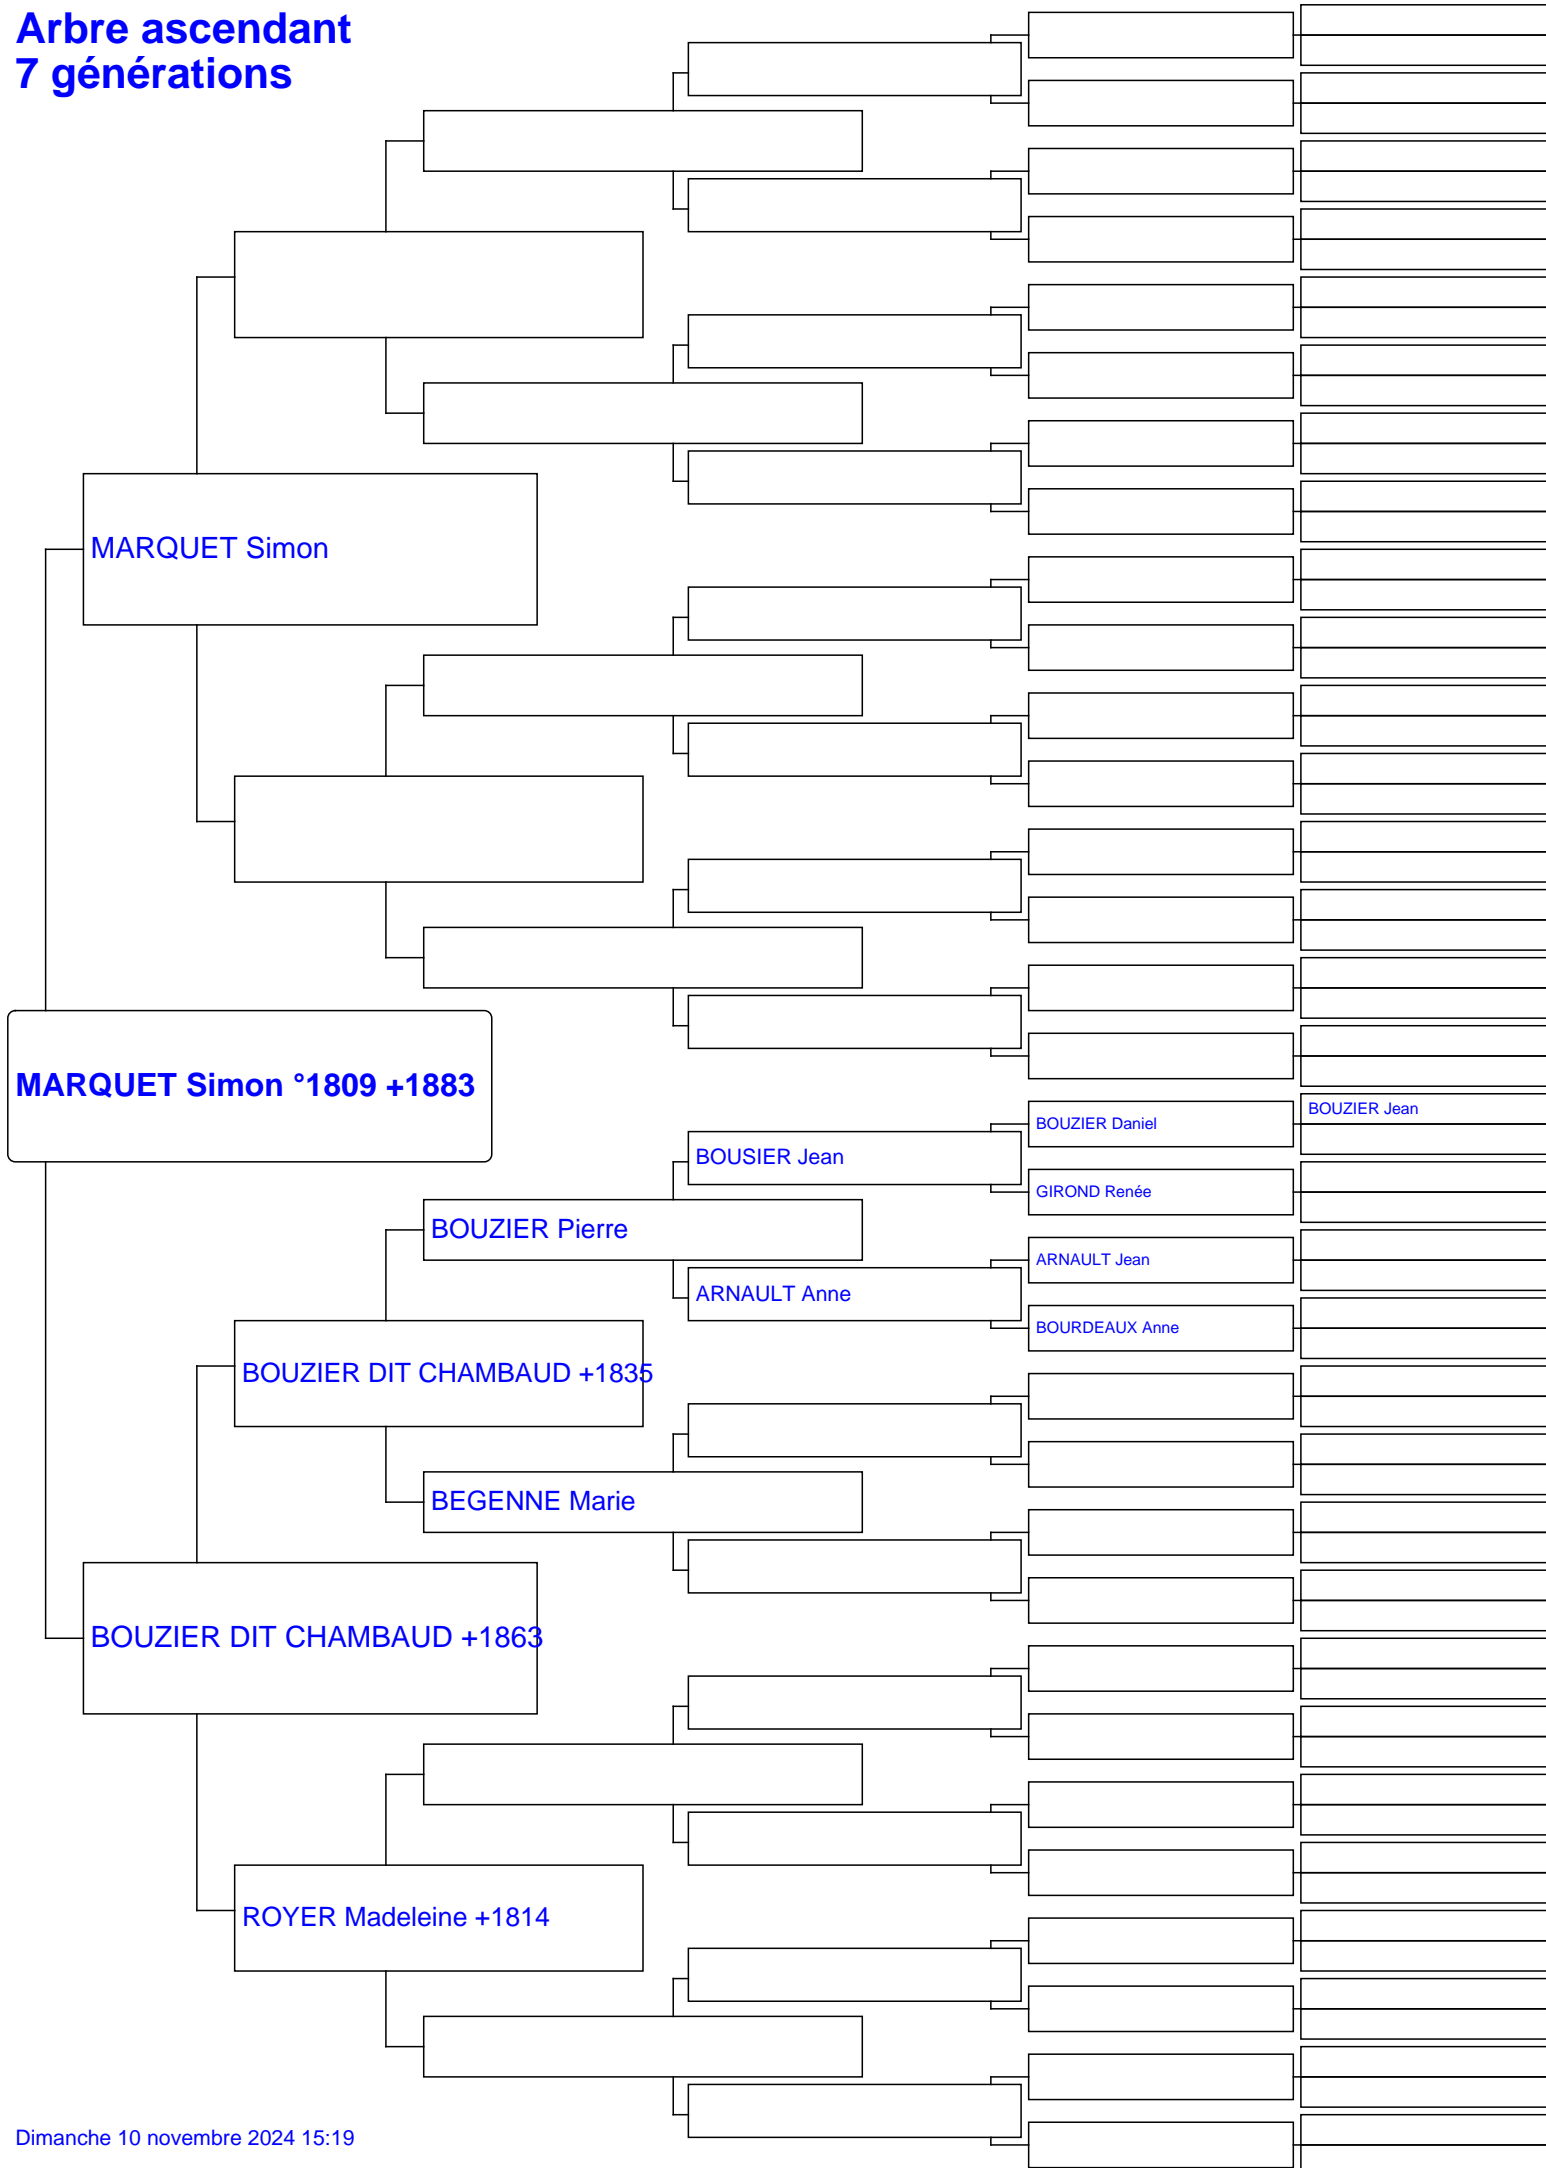 Arbre ascendant
7 générations
MARQUET Simon
MARQUET Simon °1809 +1883
BOUZIER Jean
BOUZIER Daniel
BOUSIER Jean
GIROND Renée
BOUZIER Pierre
ARNAULT Jean
ARNAULT Anne
BOURDEAUX Anne
BOUZIER DIT CHAMBAUD +1835
BEGENNE Marie
BOUZIER DIT CHAMBAUD +1863
ROYER Madeleine +1814
Dimanche 10 novembre 2024 15:19